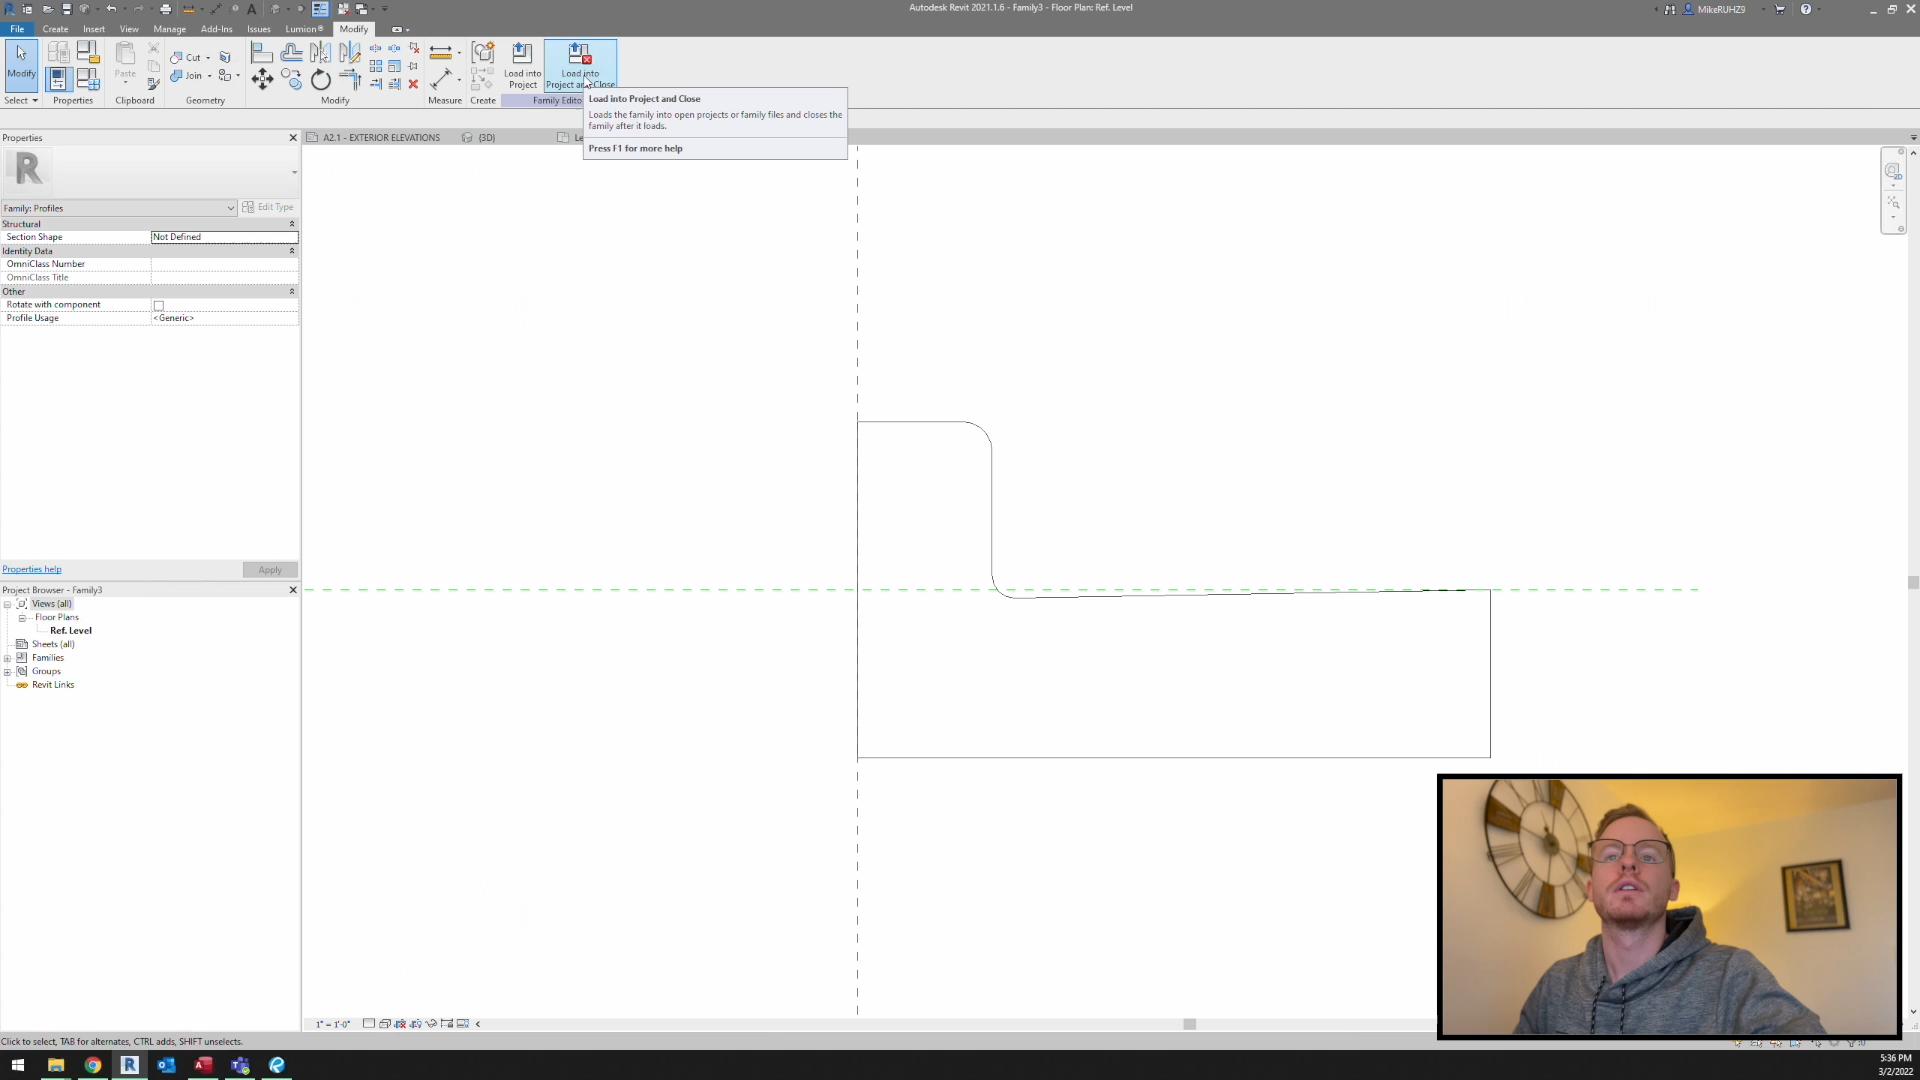 Autodesk Revit 2021.1.6 - Family3 - Floor Plan: Ref. Level
MikeRUHZ9
File Create Insert View Manage Add-Ins Issues Lumion® Modify
Modify
Paste
Cut
Join
Load into
Project
Load into
Project and Close
Select Properties Clipboard Geometry Modify Measure Create Family Edito
Load into Project and Close
Loads the family into open projects or family files and closes the
family after it loads.
Press F1 for more help
Properties
A2.1 - EXTERIOR ELEVATIONS
{3D}
Le
R
Family: Profiles
Edit Type
Structural
Section Shape Not Defined
Identity Data
OmniClass Number
OmniClass Title
Other
Rotate with component
Profile Usage <Generic>
Properties help
Apply
Project Browser - Family3
Views (all)
Floor Plans
Ref. Level
Sheets (all)
Families
Groups
Revit Links
1" = 1'-0"
Click to select, TAB for alternates, CTRL adds, SHIFT unselects.
5:36 PM
3/2/2022